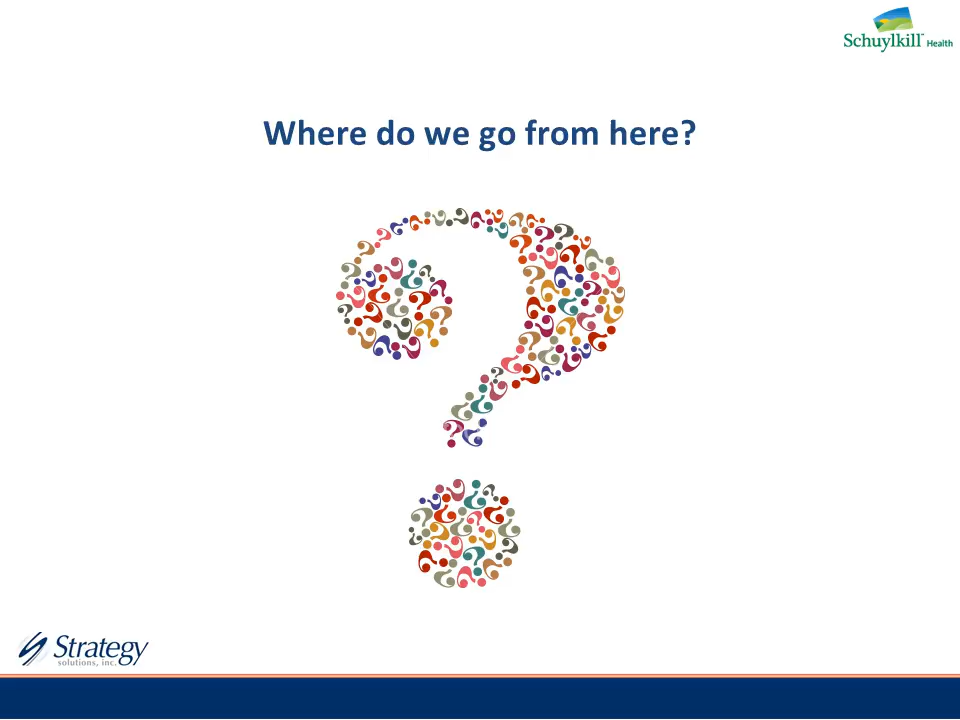 Schuylkill Health
Where do we go from here?
Strategy
solutions, inc.